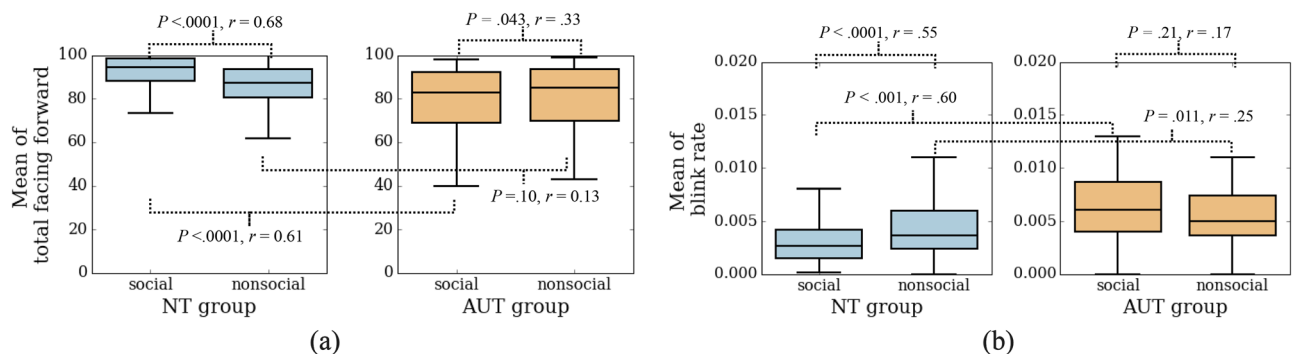 P <.0001, r = 0.68
P = .043, r = .33
100
80
60
40
20
0
Mean of
total facing forward
100
80
60
40
20
0
P =.10, r = 0.13
P <.0001, r = 0.61
social
nonsocial
NT group
social
nonsocial
AUT group
(a)
P < .0001, r = .55
P = .21, r = .17
0.020
0.015
0.010
0.005
0.000
Mean of
blink rate
0.020
0.015
0.010
0.005
0.000
P < .001, r = .60
P = .011, r = .25
social
nonsocial
NT group
social
nonsocial
AUT group
(b)